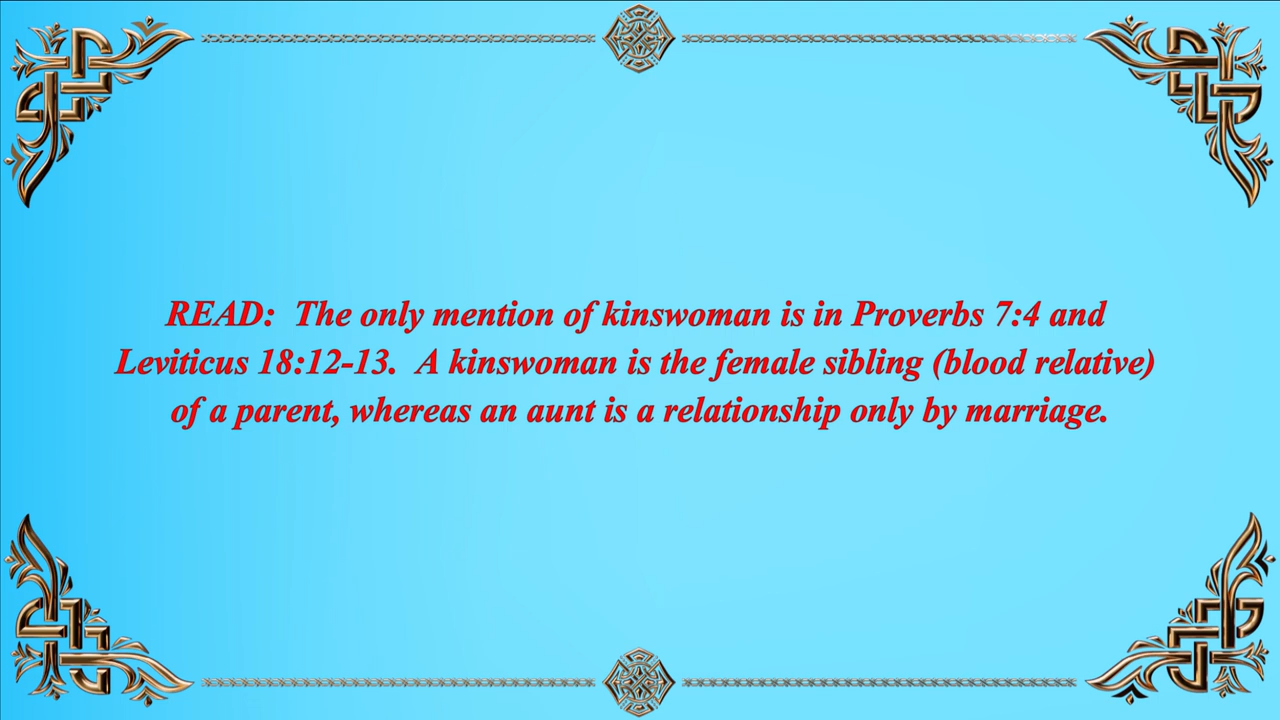 READ:  The only mention of kinswoman is in Proverbs 7:4 and
Leviticus 18:12-13.  A kinswoman is the female sibling (blood relative)
of a parent, whereas an aunt is a relationship only by marriage.